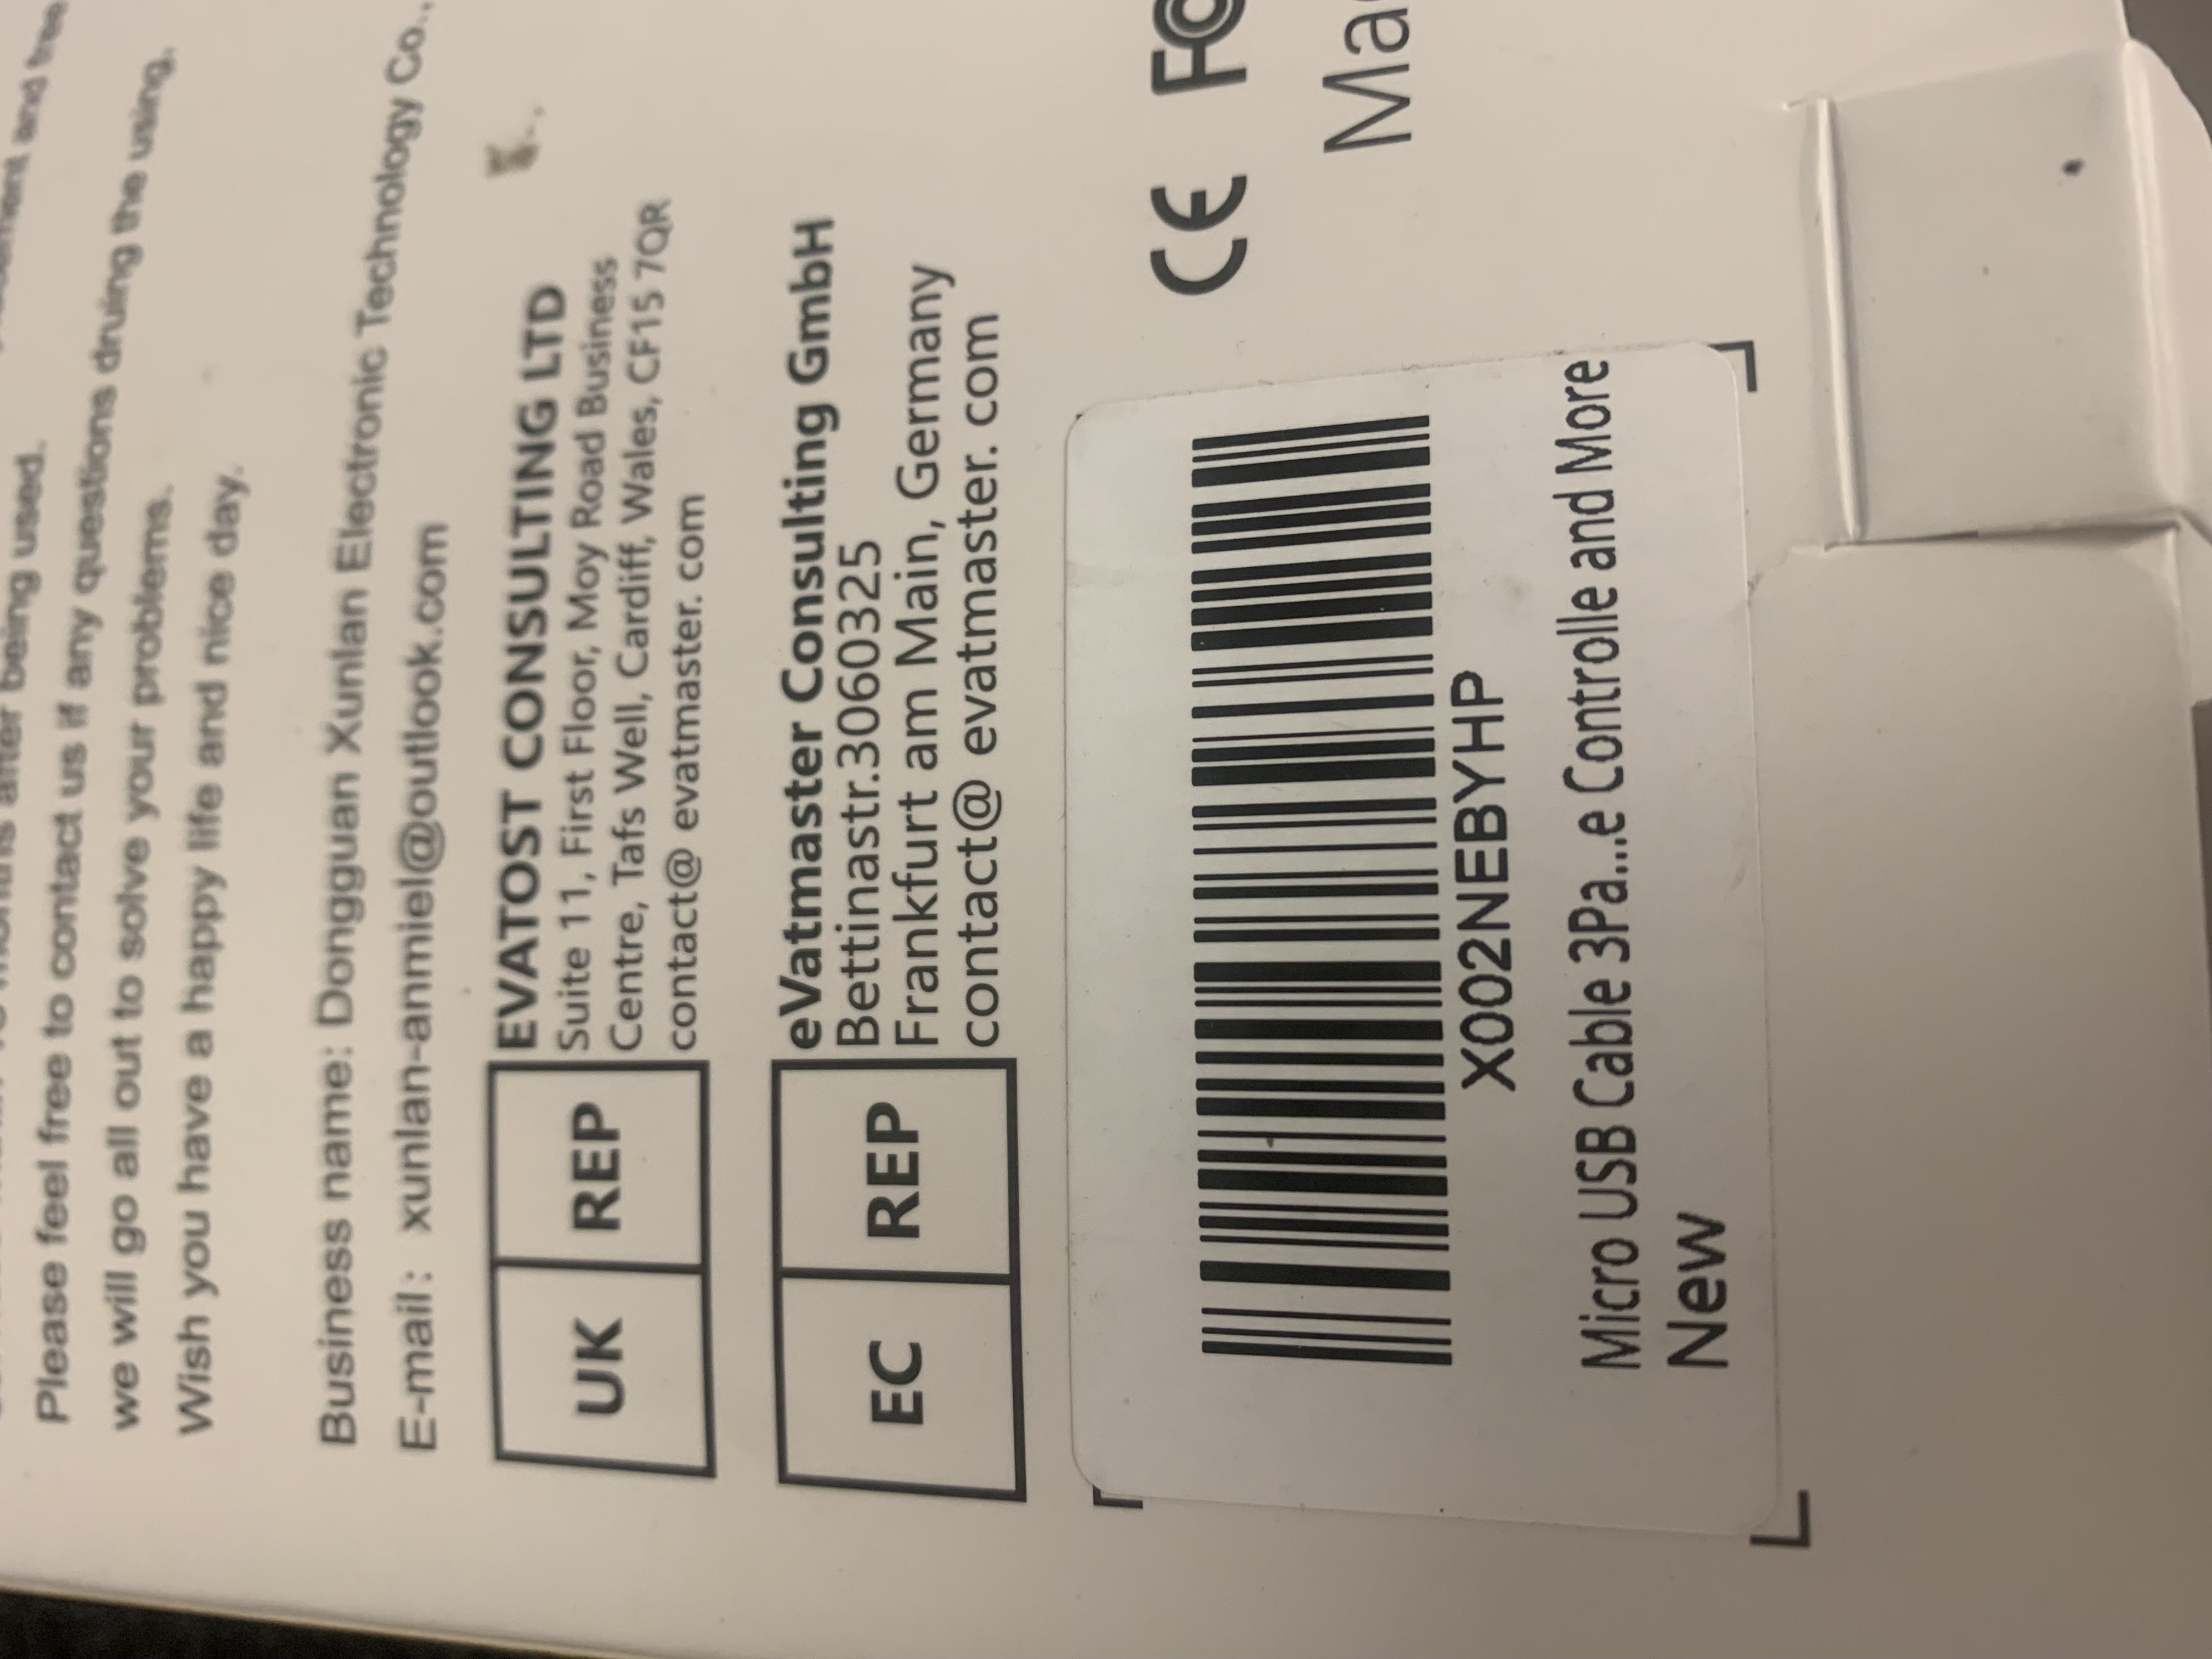 being used.
Please feel free to contact us if any questions druing the using,
we will go all out to solve your problems.
Wish you have a happy life and nice day.
Business name: Dongguan Xunlan Electronic Technology Co.,
E-mail: xunlan-anmiel@outlook.com
UK REP
EVATOST CONSULTING LTD
Suite 11, First Floor, Moy Road Business
Centre, Tafs Well, Cardiff, Wales, CF15 7QR
contact@ evatmaster. com
EC REP
eVatmaster Consulting GmbH
Bettinastr.3060325
Frankfurt am Main, Germany
contact@ evatmaster. com
CE
X002NEBYHP
Micro USB Cable 3Pa...e Controlle and More
New